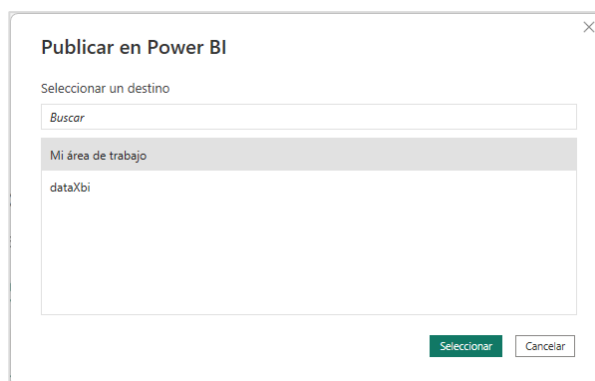 Publicar en Power BI
Seleccionar un destino
Buscar
Mi área de trabajo
dataXbi
Seleccionar
Cancelar